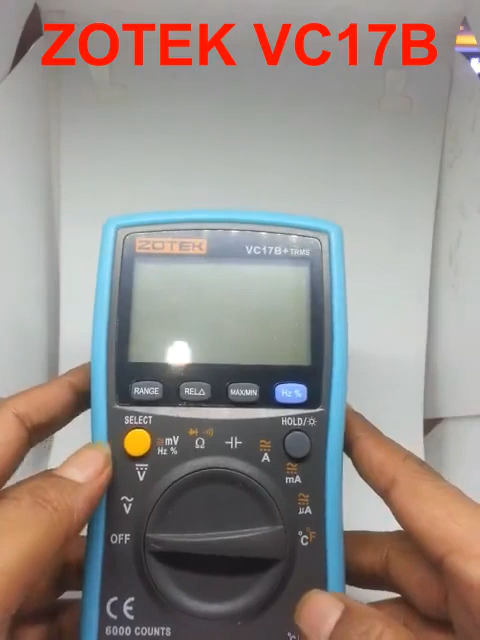 ZOTEK VC17B
ZOTEK
VC17B+TRMS
RANGE
REL△
MAX/MIN
Hz %
SELECT
HOLD/
mV
Hz %
Ω
A
mA
µA
°C°F
V
~
V
OFF
CE
6000 COUNTS